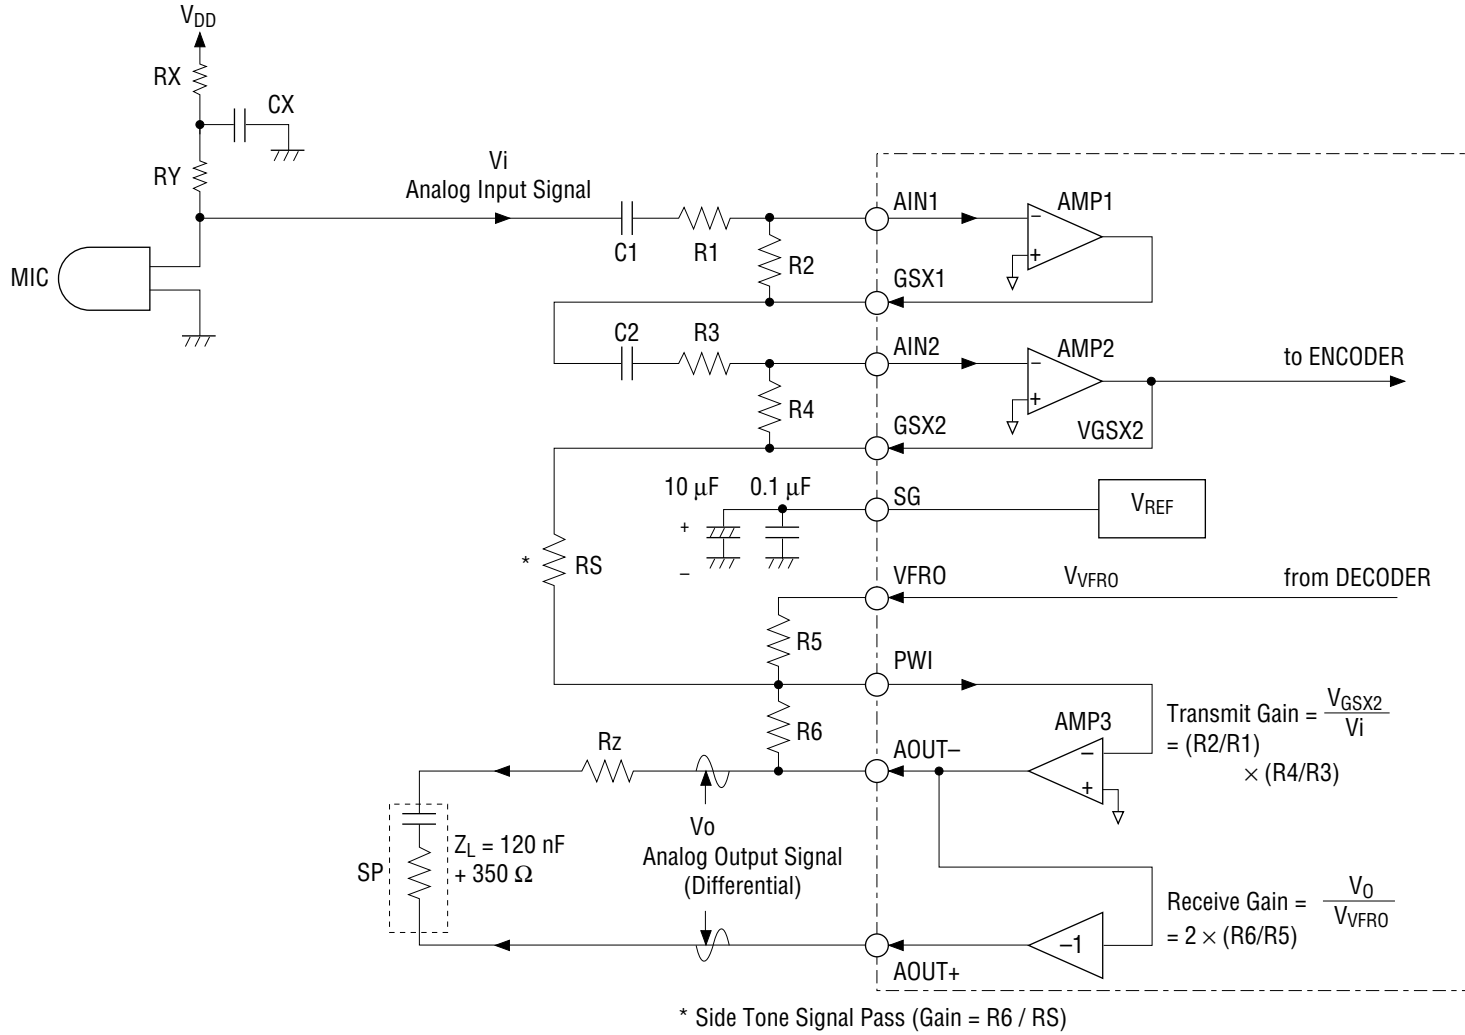 VDD
RX
CX
RY
Vi
Analog Input Signal
MIC
C1
R1
R2
AIN1
AMP1
−
+
GSX1
C2
R3
R4
AIN2
AMP2
−
+
to ENCODER
GSX2
VGSX2
10 μF
0.1 μF
+
−
SG
VREF
* RS
VFRO
VVFRO
from DECODER
R5
PWI
R6
AMP3
−
+
Transmit Gain = VGSX2 / Vi
= (R2/R1)
× (R4/R3)
Rz
AOUT−
Vo
Analog Output Signal
(Differential)
SP
ZL = 120 nF
+ 350 Ω
Receive Gain = VO / VVFRO
= 2 × (R6/R5)
−1
AOUT+
* Side Tone Signal Pass (Gain = R6 / RS)